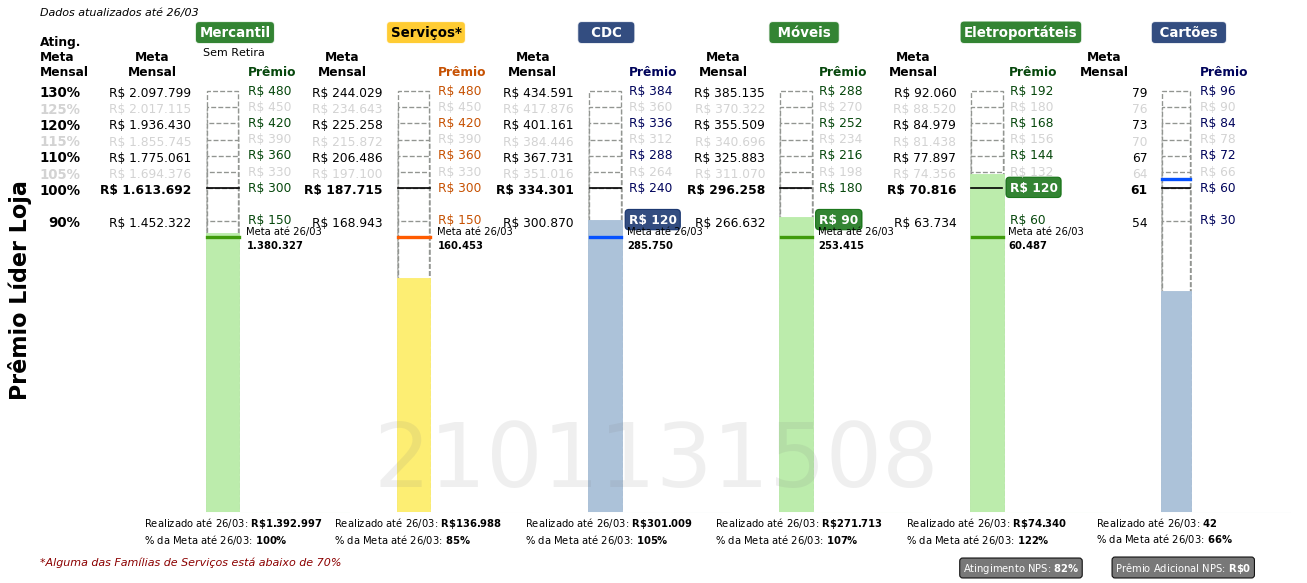 Dados atualizados até 26/03
Mercantil Serviços* CDC Móveis Eletroportáteis Cartões
Sem Retira
Ating. Meta Mensal
Meta Mensal Prêmio Meta Mensal Prêmio Meta Mensal Prêmio Meta Mensal Prêmio Meta Mensal Prêmio Meta Mensal Prêmio
130% R$ 2.097.799 R$ 480 R$ 244.029 R$ 480 R$ 434.591 R$ 384 R$ 385.135 R$ 288 R$ 92.060 R$ 192 79 R$ 96
125% R$ 2.017.115 R$ 450 R$ 234.643 R$ 450 R$ 417.876 R$ 360 R$ 370.322 R$ 270 R$ 88.520 R$ 180 76 R$ 90
120% R$ 1.936.430 R$ 420 R$ 225.258 R$ 420 R$ 401.161 R$ 336 R$ 355.509 R$ 252 R$ 84.979 R$ 168 73 R$ 84
115% R$ 1.855.745 R$ 390 R$ 215.872 R$ 390 R$ 384.446 R$ 312 R$ 340.696 R$ 234 R$ 81.438 R$ 156 70 R$ 78
110% R$ 1.775.061 R$ 360 R$ 206.486 R$ 360 R$ 367.731 R$ 288 R$ 325.883 R$ 216 R$ 77.897 R$ 144 67 R$ 72
105% R$ 1.694.376 R$ 330 R$ 197.100 R$ 330 R$ 351.016 R$ 264 R$ 311.070 R$ 198 R$ 74.356 R$ 132 64 R$ 66
100% R$ 1.613.692 R$ 300 R$ 187.715 R$ 300 R$ 334.301 R$ 240 R$ 296.258 R$ 180 R$ 70.816 R$ 120 61 R$ 60
90% R$ 1.452.322 R$ 150 R$ 168.943 R$ 150 R$ 300.870 R$ 120 R$ 266.632 R$ 90 R$ 63.734 R$ 60 54 R$ 30
Meta até 26/03 Meta até 26/03 Meta até 26/03 Meta até 26/03 Meta até 26/03
1.380.327 160.453 285.750 253.415 60.487
Prêmio Líder Loja
2101131508
Realizado até 26/03: R$1.392.997 Realizado até 26/03: R$136.988 Realizado até 26/03: R$301.009 Realizado até 26/03: R$271.713 Realizado até 26/03: R$74.340 Realizado até 26/03: 42
% da Meta até 26/03: 100% % da Meta até 26/03: 85% % da Meta até 26/03: 105% % da Meta até 26/03: 107% % da Meta até 26/03: 122% % da Meta até 26/03: 66%
*Alguma das Famílias de Serviços está abaixo de 70%
Atingimento NPS: 82% Prêmio Adicional NPS: R$0